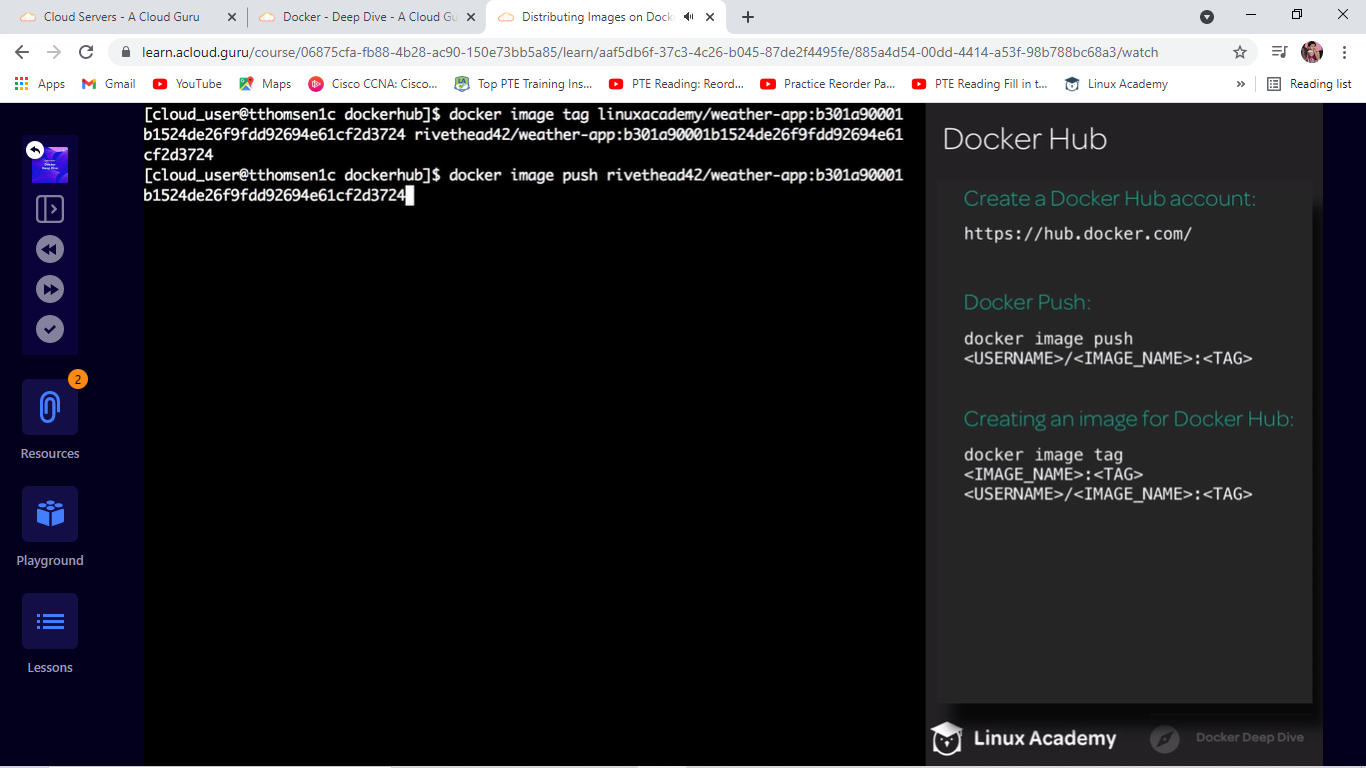 Cloud Servers - A Cloud Guru
Docker - Deep Dive - A Cloud Gu
Distributing Images on Dock
learn.acloud.guru/course/06875cfa-fb88-4b28-ac90-150e73bb5a85/learn/aaf5db6f-37c3-4c26-b045-87de2f4495fe/885a4d54-00dd-4414-a53f-98b788bc68a3/watch
Apps
Gmail
YouTube
Maps
Cisco CCNA: Cisco...
Top PTE Training Ins...
PTE Reading: Reord...
Practice Reorder Pa...
PTE Reading Fill in t...
Linux Academy
»
Reading list
[cloud_user@tthomsen1c dockerhub]$ docker image tag linuxacademy/weather-app:b301a90001
b1524de26f9fdd92694e61cf2d3724 rivethead42/weather-app:b301a90001b1524de26f9fdd92694e61
cf2d3724
[cloud_user@tthomsen1c dockerhub]$ docker image push rivethead42/weather-app:b301a90001
b1524de26f9fdd92694e61cf2d3724
2
Resources
Playground
Lessons
Docker Hub
Create a Docker Hub account:
https://hub.docker.com/
Docker Push:
docker image push
<USERNAME>/<IMAGE_NAME>:<TAG>
Creating an image for Docker Hub:
docker image tag
<IMAGE_NAME>:<TAG>
<USERNAME>/<IMAGE_NAME>:<TAG>
Linux Academy
Docker Deep Dive